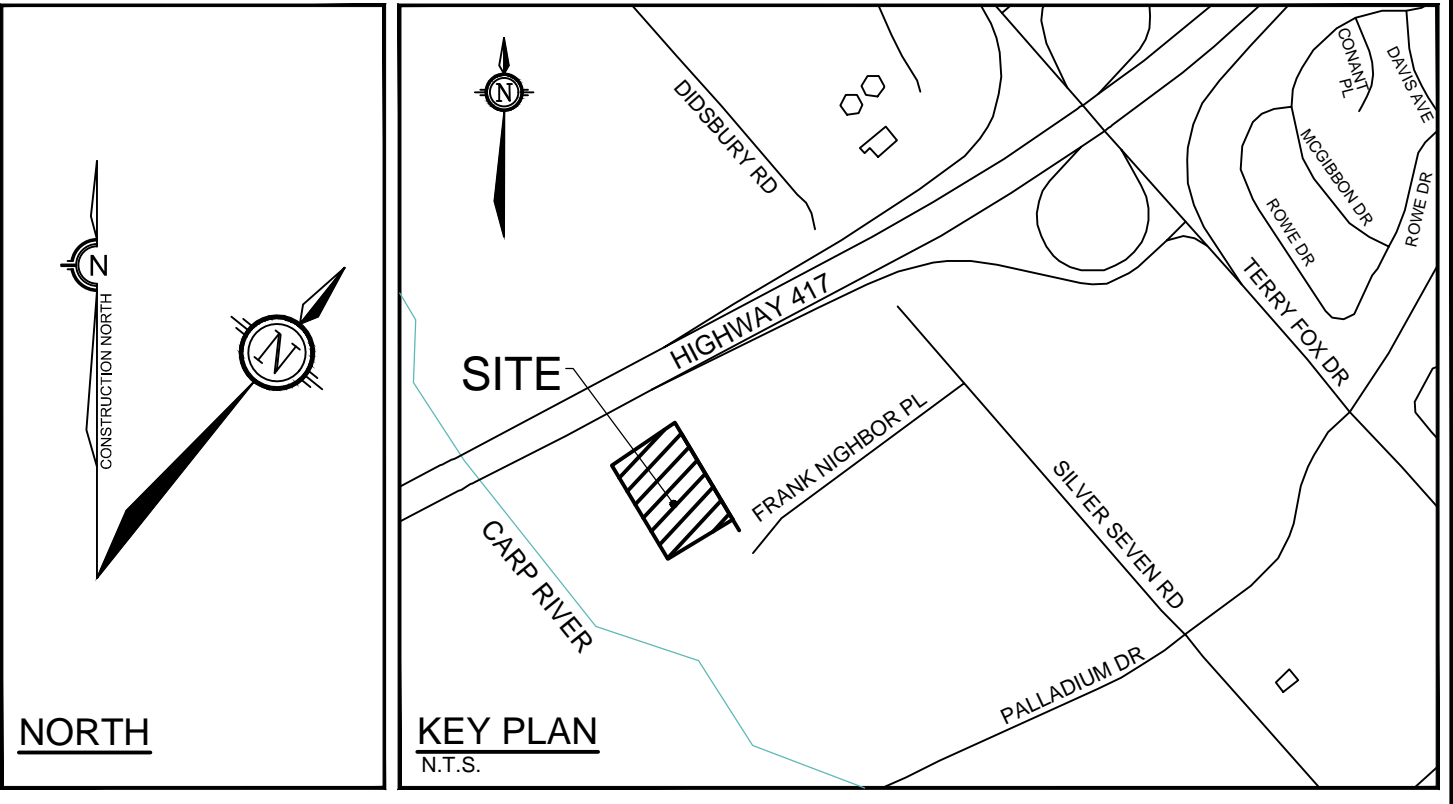 N
CONSTRUCTION NORTH
N
NORTH
N
DIDSBURY RD
CONANT
PL
DAVIS AVE
MCGIBBON DR
ROWE DR
ROWE DR
TERRY FOX DR
HIGHWAY 417
SITE
FRANK NIGHBOR PL
SILVER SEVEN RD
CARP RIVER
PALLADIUM DR
KEY PLAN
N.T.S.